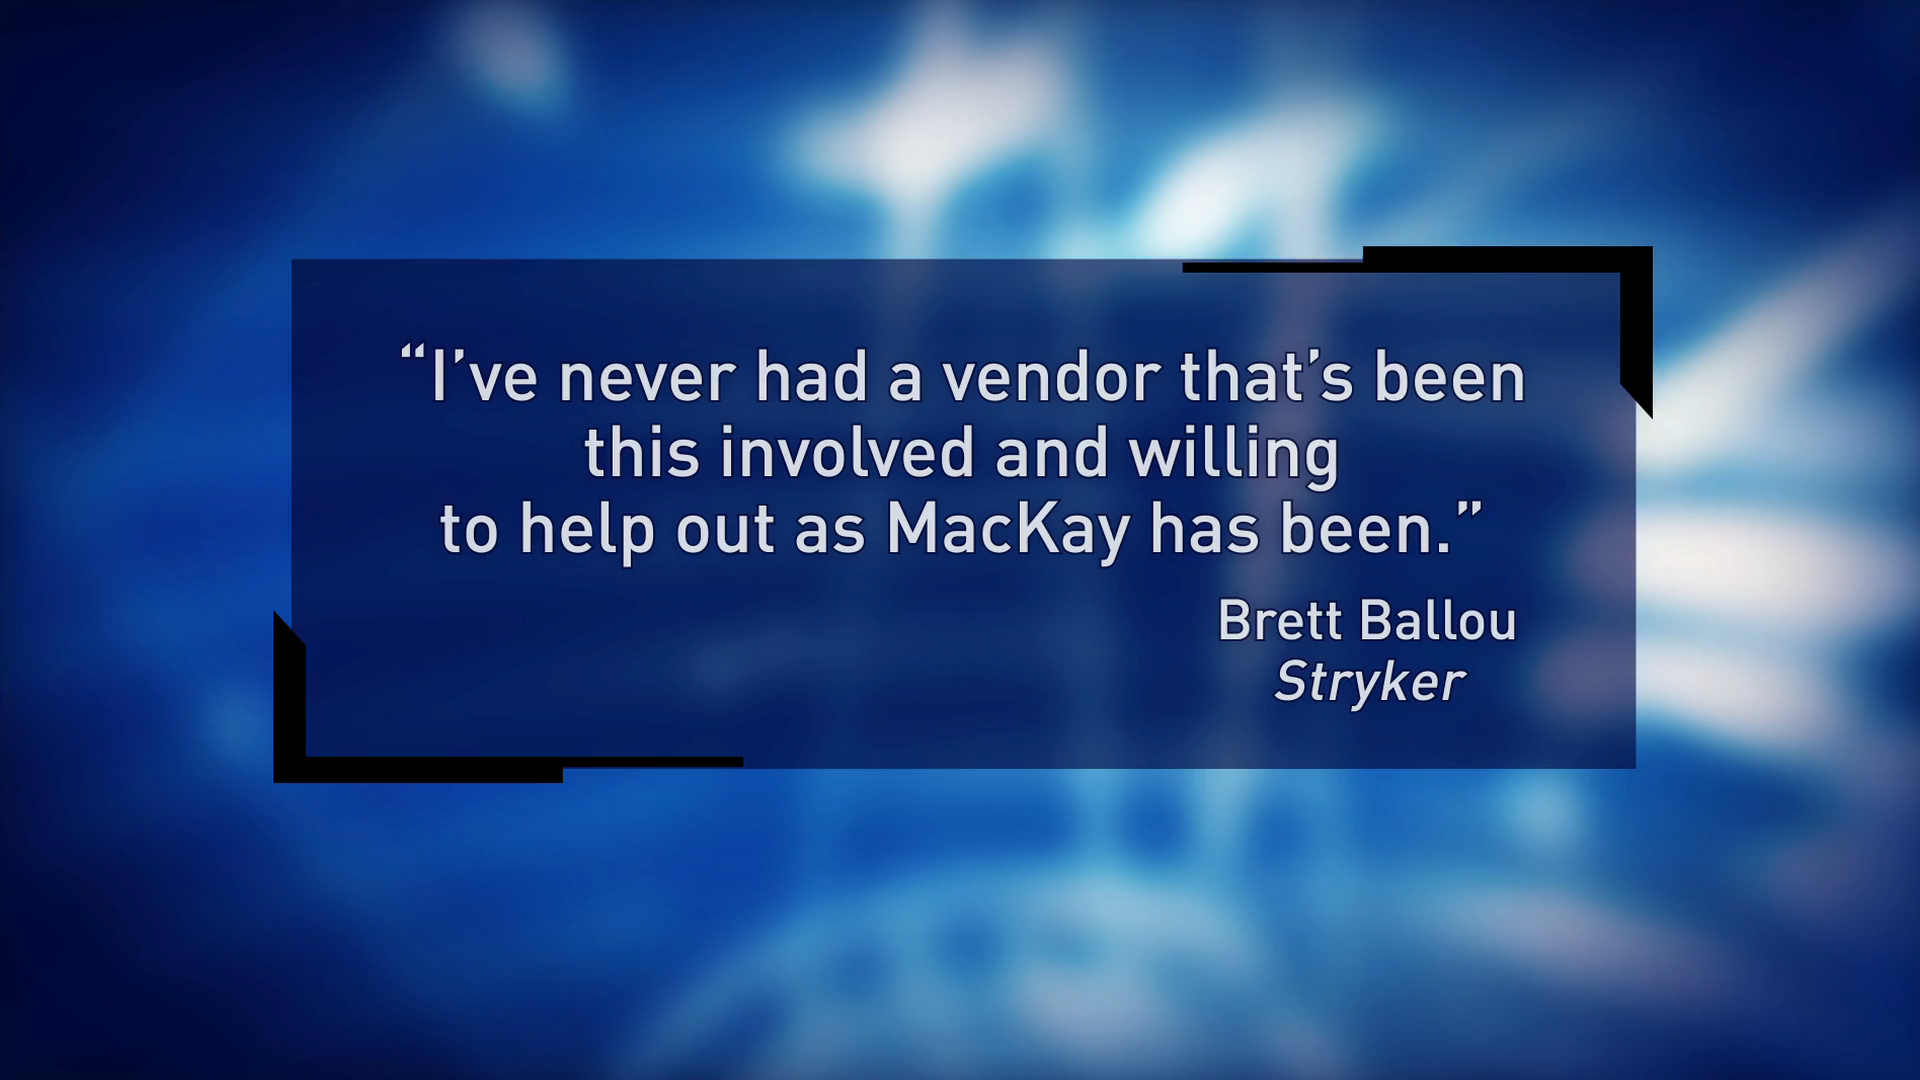 “I’ve never had a vendor that’s been
this involved and willing
to help out as MacKay has been.”
Brett Ballou
Stryker